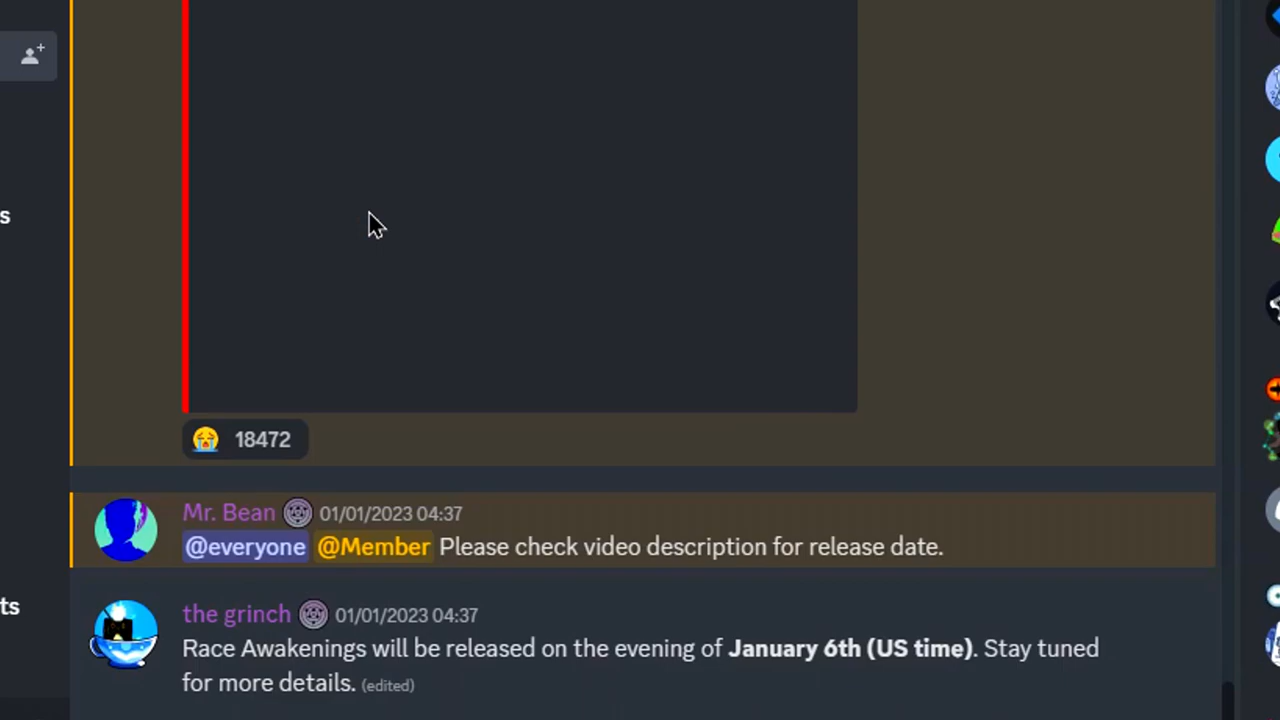 s
18472
Mr. Bean 01/01/2023 04:37
@everyone @Member Please check video description for release date.
ts
the grinch 01/01/2023 04:37
Race Awakenings will be released on the evening of January 6th (US time). Stay tuned
for more details. (edited)